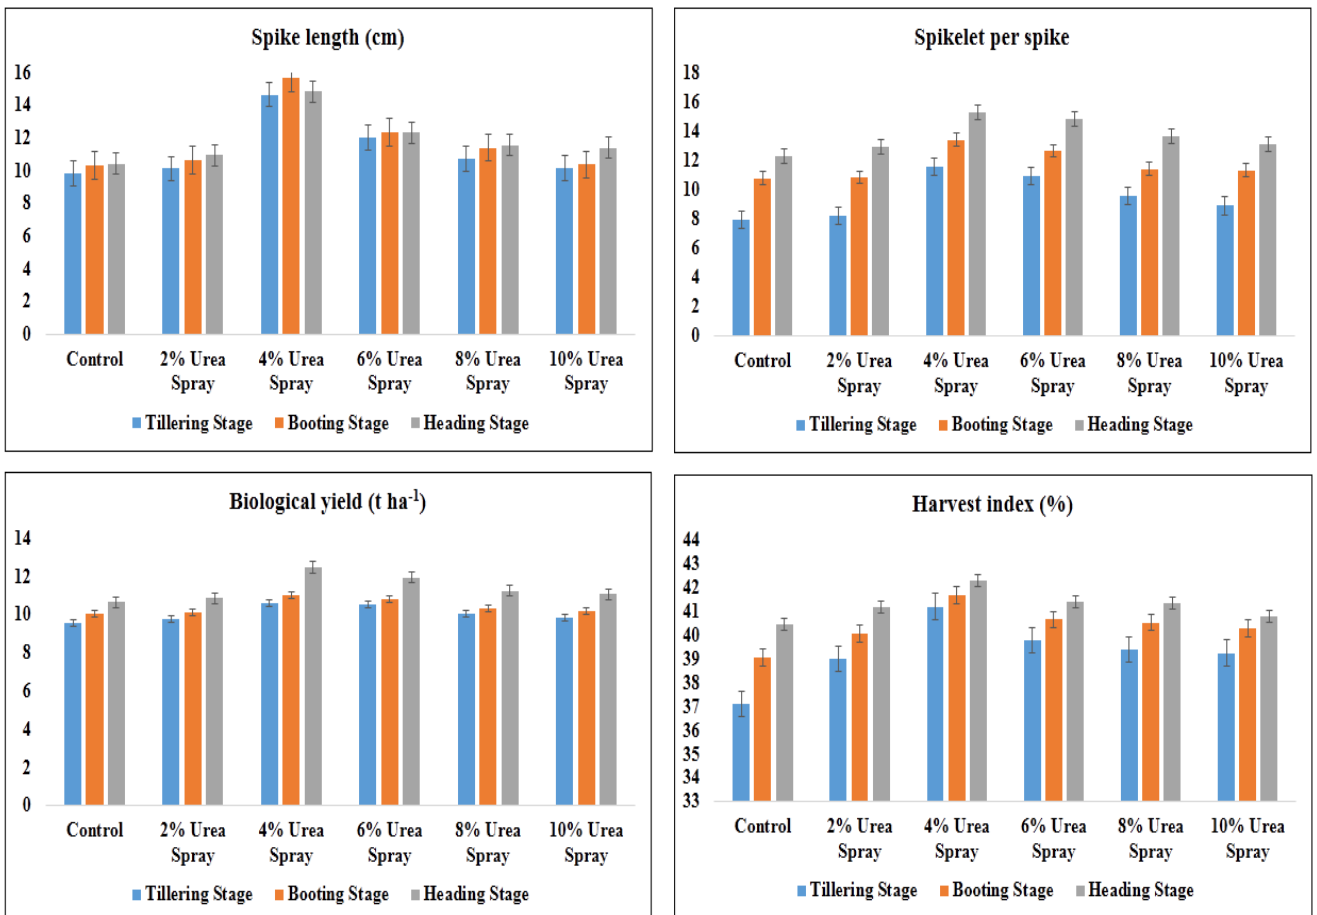 Spike length (cm)
16
14
12
10
8
6
4
2
0
Control 2% Urea 4% Urea 6% Urea 8% Urea 10% Urea
Spray Spray Spray Spray Spray
Tillering Stage Booting Stage Heading Stage
Spikelet per spike
18
16
14
12
10
8
6
4
2
0
Control 2% Urea 4% Urea 6% Urea 8% Urea 10% Urea
Spray Spray Spray Spray Spray
Tillering Stage Booting Stage Heading Stage
Biological yield (t ha⁻¹)
14
12
10
8
6
4
2
0
Control 2% Urea 4% Urea 6% Urea 8% Urea 10% Urea
Spray Spray Spray Spray Spray
Tillering Stage Booting Stage Heading Stage
Harvest index (%)
44
43
42
41
40
39
38
37
36
35
34
33
Control 2% Urea 4% Urea 6% Urea 8% Urea 10% Urea
Spray Spray Spray Spray Spray
Tillering Stage Booting Stage Heading Stage